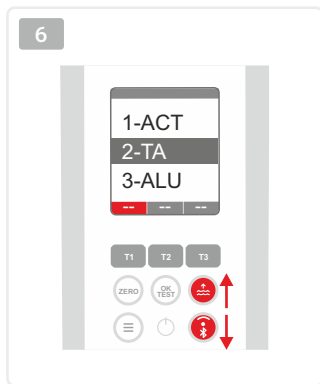 6
1-ACT
2-TA
3-ALU
-- -- --
T1 T2 T3
ZERO OK TEST